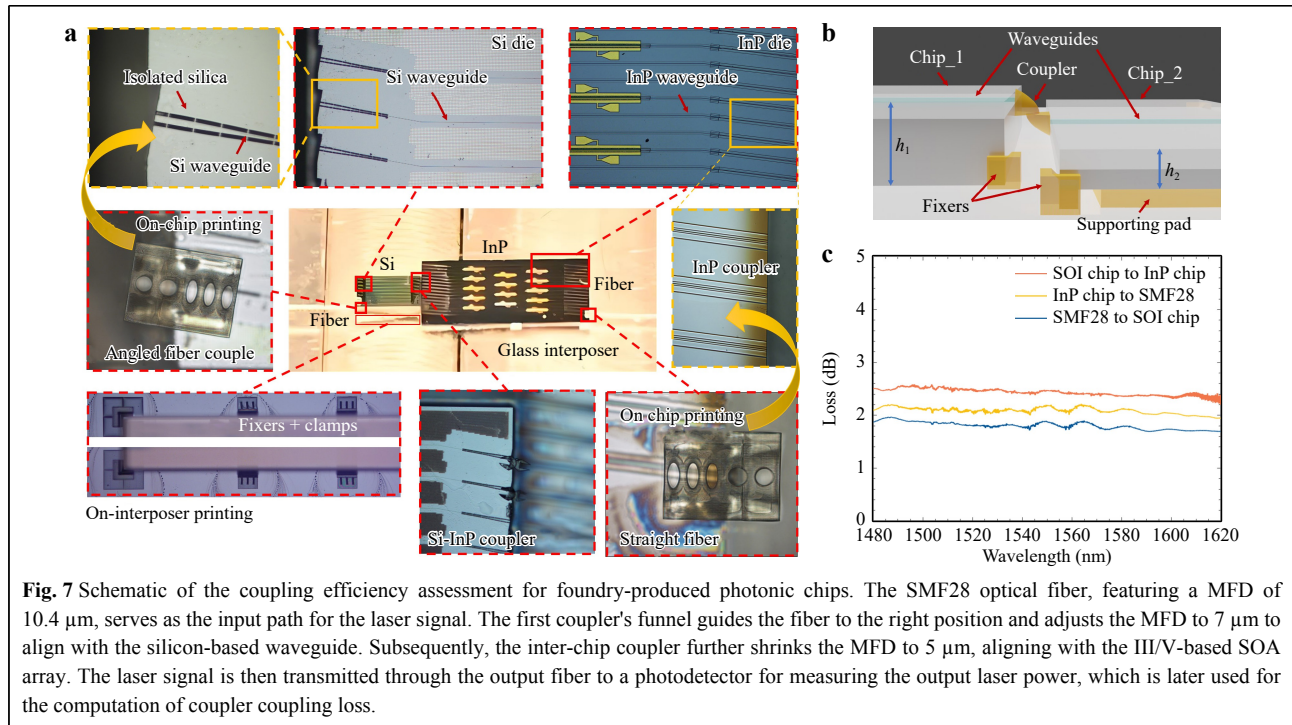 a
Isolated silica
Si waveguide
Si die
Si waveguide
InP die
InP waveguide
On-chip printing
Angled fiber couple
Si
InP
Fiber
Fiber
Glass interposer
InP coupler
Fixers + clamps
On-interposer printing
Si-InP coupler
On chip printing
Straight fiber
b
Waveguides
Chip_1
Coupler
Chip_2
h1
h2
Fixers
Supporting pad
c
5
4
3
2
1
0
Loss (dB)
SOI chip to InP chip
InP chip to SMF28
SMF28 to SOI chip
1480 1500 1520 1540 1560 1580 1600 1620
Wavelength (nm)
Fig. 7 Schematic of the coupling efficiency assessment for foundry-produced photonic chips. The SMF28 optical fiber, featuring a MFD of
10.4 µm, serves as the input path for the laser signal. The first coupler's funnel guides the fiber to the right position and adjusts the MFD to 7 µm to
align with the silicon-based waveguide. Subsequently, the inter-chip coupler further shrinks the MFD to 5 µm, aligning with the III/V-based SOA
array. The laser signal is then transmitted through the output fiber to a photodetector for measuring the output laser power, which is later used for
the computation of coupler coupling loss.